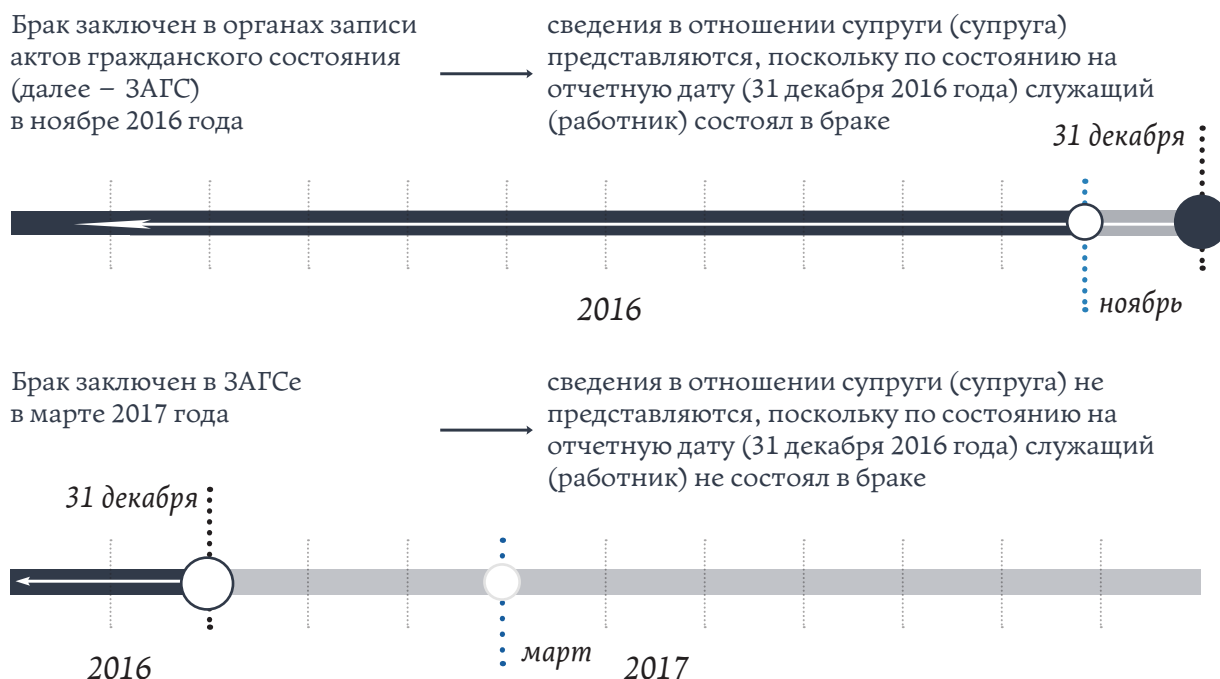 Брак заключен в органах записи
актов гражданского состояния
(далее – ЗАГС)
в ноябре 2016 года
сведения в отношении супруги (супруга)
представляются, поскольку по состоянию на
отчетную дату (31 декабря 2016 года) служащий
(работник) состоял в браке
31 декабря
2016
ноябрь
Брак заключен в ЗАГСе
в марте 2017 года
сведения в отношении супруги (супруга) не
представляются, поскольку по состоянию на
отчетную дату (31 декабря 2016 года) служащий
(работник) не состоял в браке
31 декабря
2016
март
2017